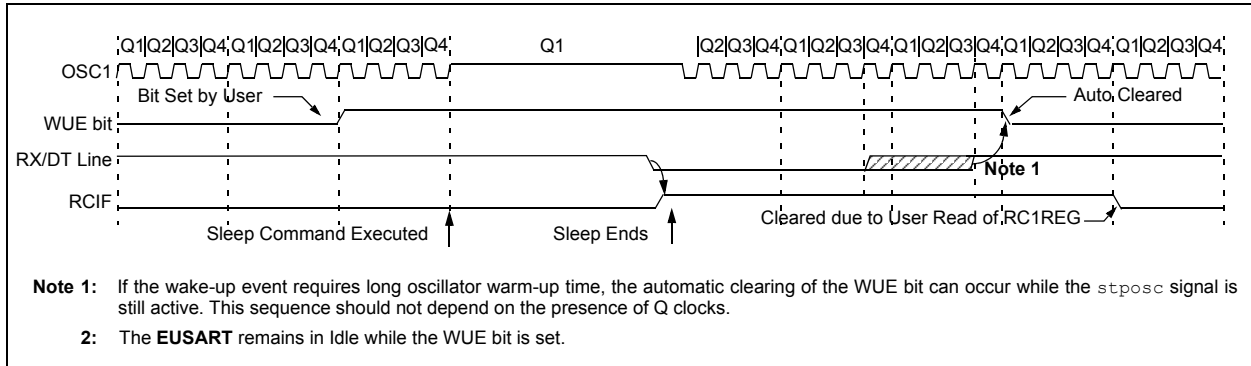 Q1|Q2|Q3|Q4|Q1|Q2|Q3|Q4|Q1|Q2|Q3|Q4 Q1 |Q2|Q3|Q4|Q1|Q2|Q3|Q4|Q1|Q2|Q3|Q4|Q1|Q2|Q3|Q4|Q1|Q2|Q3|Q4
OSC1
Bit Set by User Auto Cleared
WUE bit
RX/DT Line
Note 1
RCIF
Cleared due to User Read of RC1REG
Sleep Command Executed Sleep Ends
Note 1: If the wake-up event requires long oscillator warm-up time, the automatic clearing of the WUE bit can occur while the stposc signal is
still active. This sequence should not depend on the presence of Q clocks.
2: The EUSART remains in Idle while the WUE bit is set.